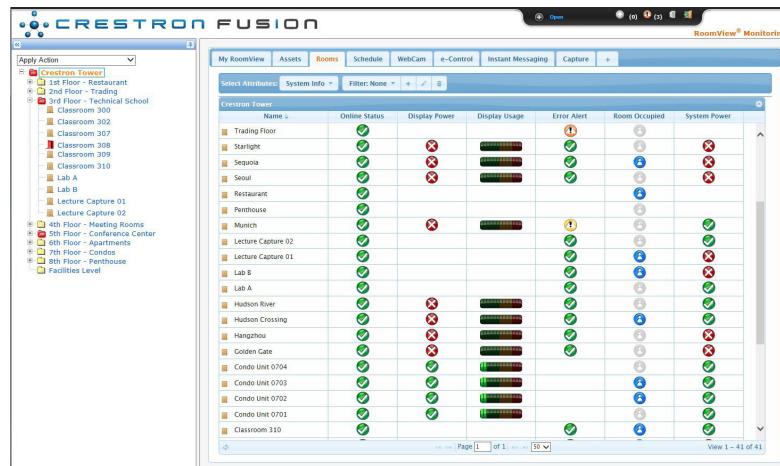 CRESTRON FUSION
Open (0) (3)
RoomView® Monitorin
Apply Action
Crestron Tower
1st Floor - Restaurant
2nd Floor - Trading
3rd Floor - Technical School
Classroom 300
Classroom 302
Classroom 307
Classroom 308
Classroom 309
Classroom 310
Lab A
Lab B
Lecture Capture 01
Lecture Capture 02
4th Floor - Meeting Rooms
5th Floor - Conference Center
6th Floor - Apartments
7th Floor - Condos
8th Floor - Penthouse
Facilities Level
My RoomView Assets Rooms Schedule WebCam e-Control Instant Messaging Capture +
Select Attributes: System Info Filter: None +
Crestron Tower
Name Online Status Display Power Display Usage Error Alert Room Occupied System Power
Trading Floor
Starlight
Sequoia
Seoul
Restaurant
Penthouse
Munich
Lecture Capture 02
Lecture Capture 01
Lab B
Lab A
Hudson River
Hudson Crossing
Hangzhou
Golden Gate
Condo Unit 0704
Condo Unit 0703
Condo Unit 0702
Condo Unit 0701
Classroom 310
Page 1 of 1 50 View 1 - 41 of 41